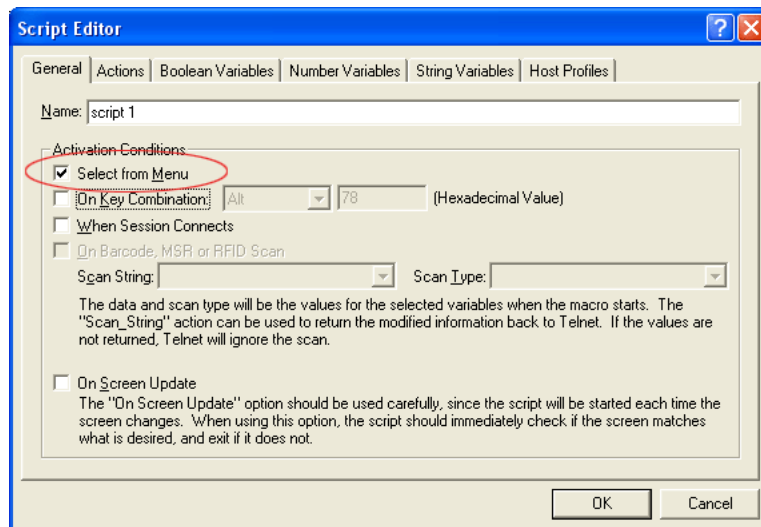 Script Editor
General Actions Boolean Variables Number Variables String Variables Host Profiles
Name: script 1
Activation Conditions
Select from Menu
On Key Combination: Alt 78 (Hexadecimal Value)
When Session Connects
On Barcode, MSR or RFID Scan
Scan String: Scan Type:
The data and scan type will be the values for the selected variables when the macro starts. The
"Scan_String" action can be used to return the modified information back to Telnet. If the values are
not returned, Telnet will ignore the scan.
On Screen Update
The "On Screen Update" option should be used carefully, since the script will be started each time the
screen changes. When using this option, the script should immediately check if the screen matches
what is desired, and exit if it does not.
OK Cancel